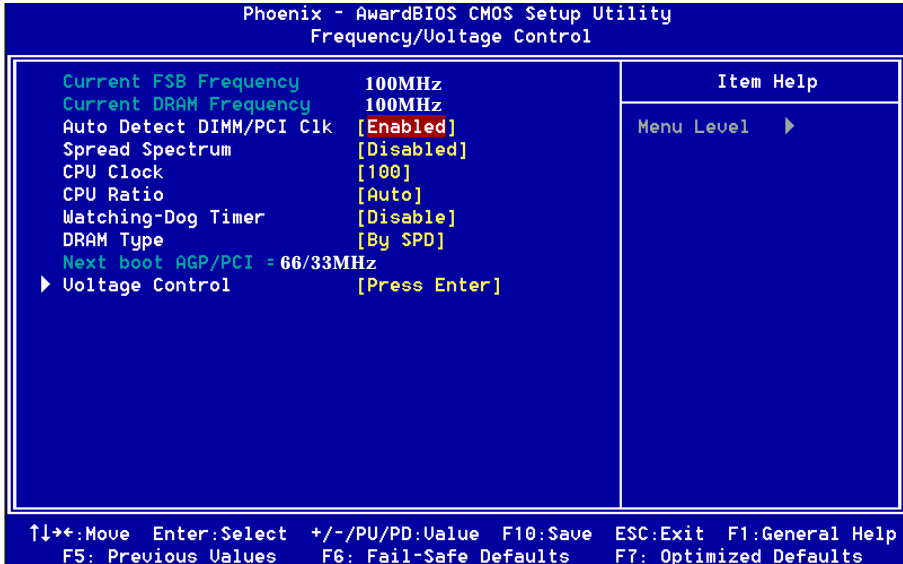 Phoenix - AwardBIOS CMOS Setup Utility
Frequency/Voltage Control
Current FSB Frequency 100MHz
Current DRAM Frequency 100MHz
Auto Detect DIMM/PCI Clk [Enabled]
Spread Spectrum [Disabled]
CPU Clock [100]
CPU Ratio [Auto]
Watching-Dog Timer [Disable]
DRAM Type [By SPD]
Next boot AGP/PCI = 66/33MHz
Voltage Control [Press Enter]
Item Help
Menu Level
↑↓→←:Move Enter:Select +/-/PU/PD:Value F10:Save ESC:Exit F1:General Help
F5: Previous Values F6: Fail-Safe Defaults F7: Optimized Defaults